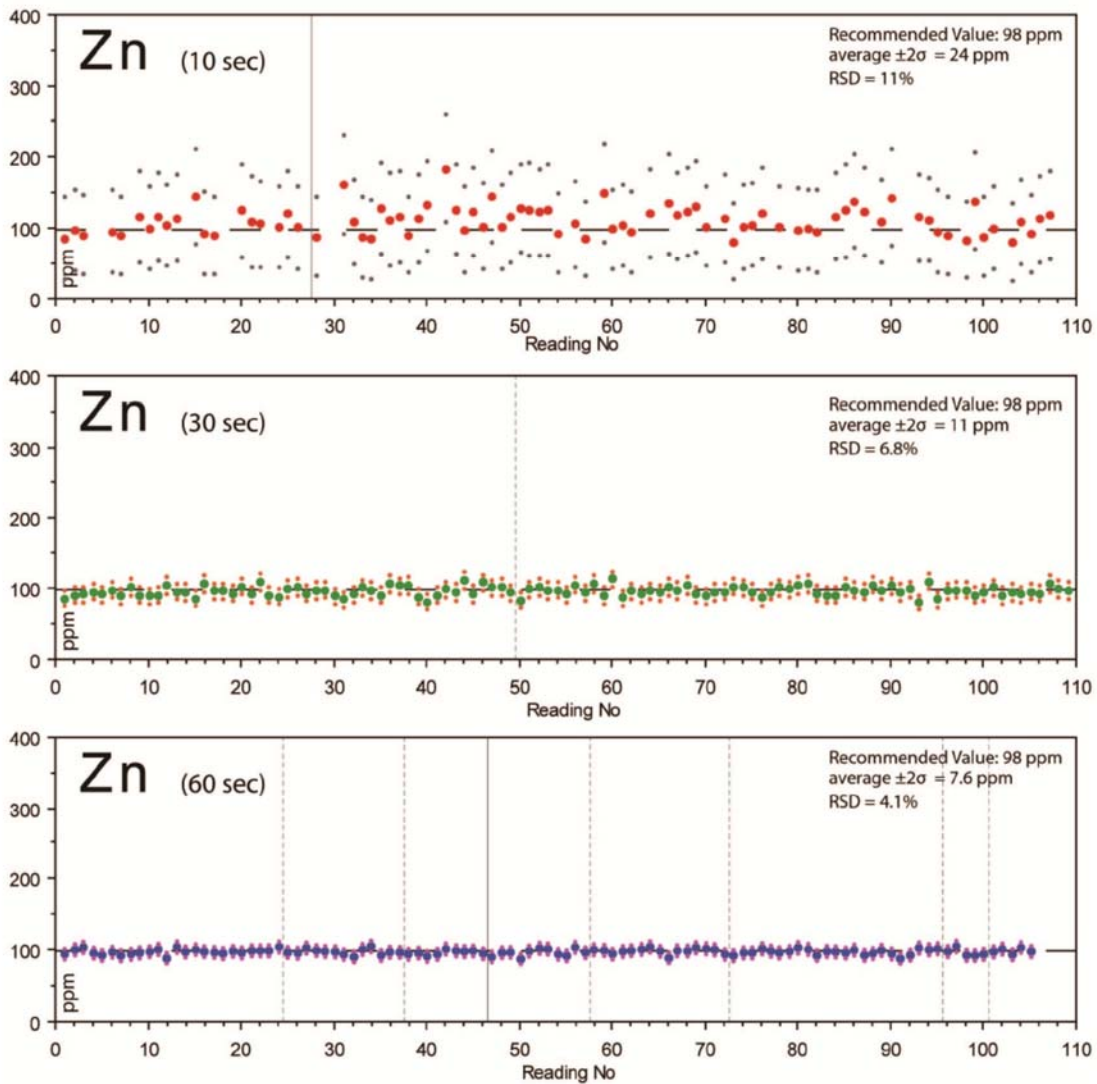 400
300
200
100
0
Zn (10 sec)
Recommended Value: 98 ppm
average ±2σ = 24 ppm
RSD = 11%
ppm
0 10 20 30 40 50 60 70 80 90 100 110
Reading No
400
300
200
100
0
Zn (30 sec)
Recommended Value: 98 ppm
average ±2σ = 11 ppm
RSD = 6.8%
ppm
0 10 20 30 40 50 60 70 80 90 100 110
Reading No
400
300
200
100
0
Zn (60 sec)
Recommended Value: 98 ppm
average ±2σ = 7.6 ppm
RSD = 4.1%
ppm
0 10 20 30 40 50 60 70 80 90 100 110
Reading No